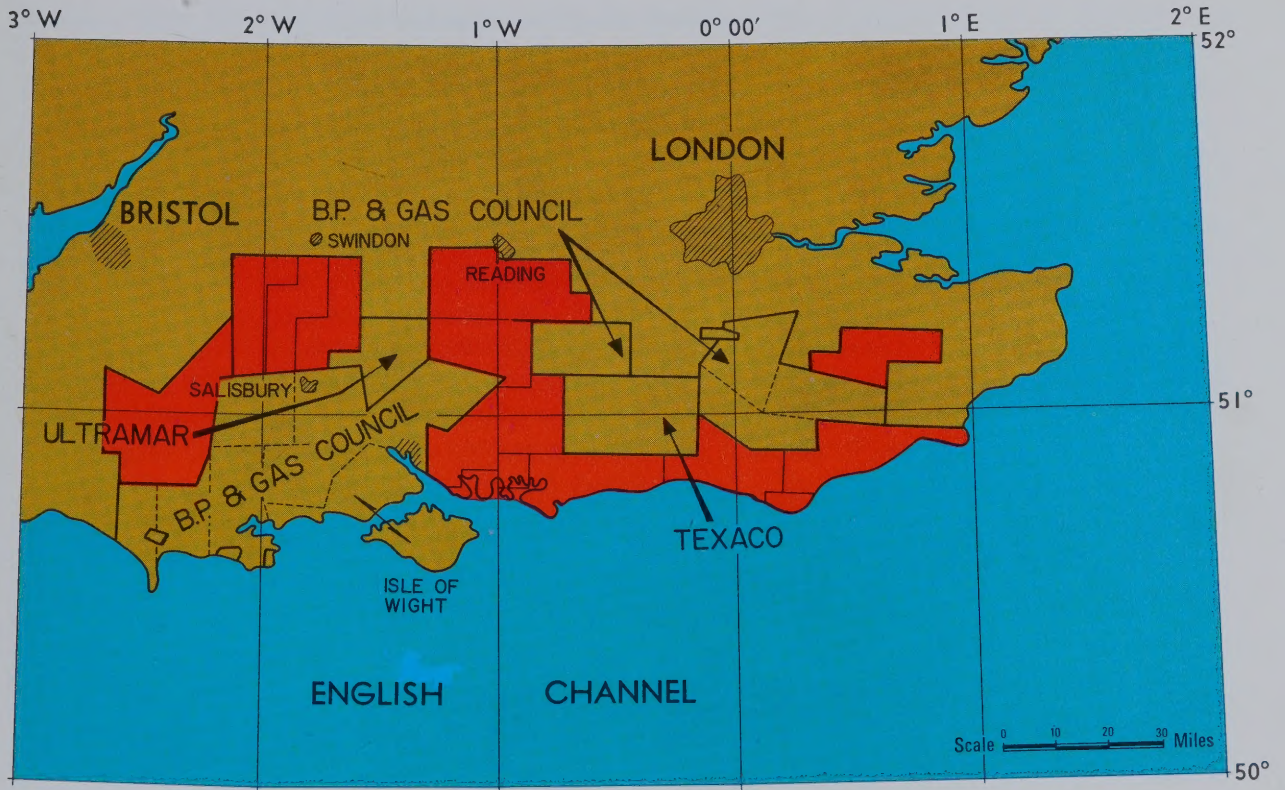 3° W
2° W
1° W
0° 00'
1° E
2° E
52°
LONDON
BRISTOL
B.P. & GAS COUNCIL
SWINDON
READING
SALISBURY
51°
ULTRAMAR
B.P. & GAS COUNCIL
TEXACO
ISLE OF
WIGHT
ENGLISH CHANNEL
Scale 0 10 20 30 Miles
50°